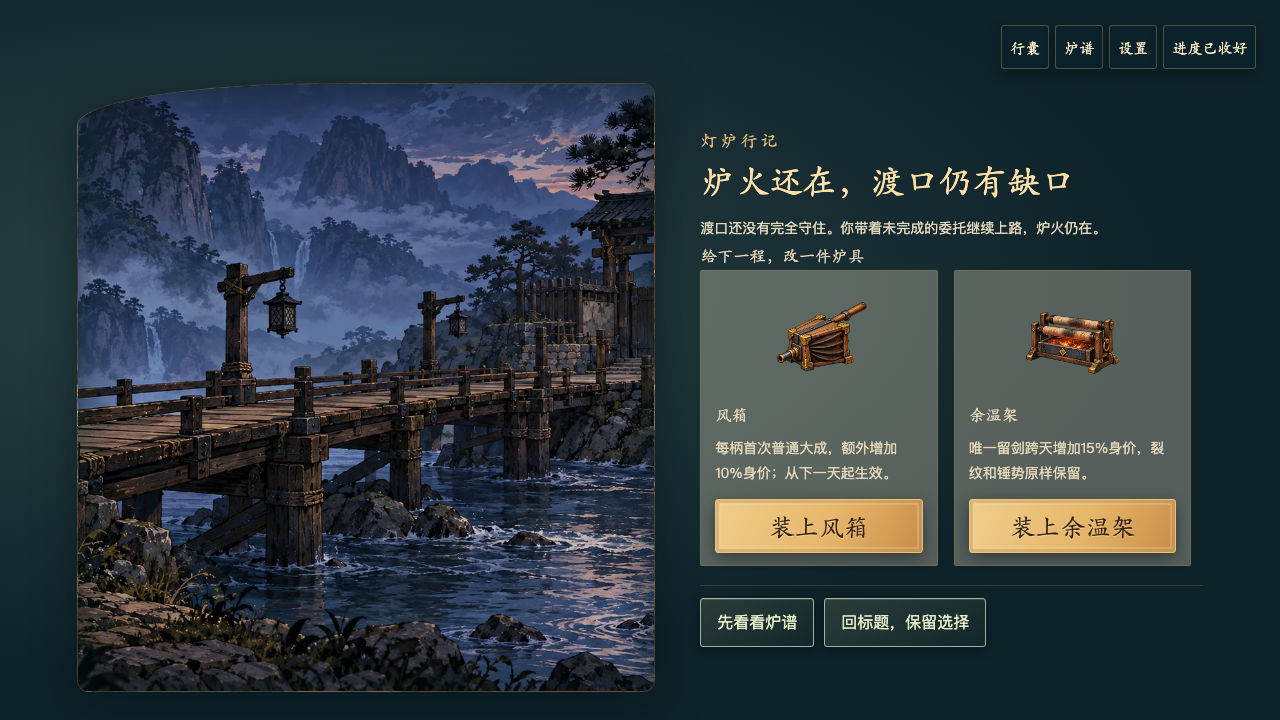 行囊
炉谱
设置
进度已收好
灯炉行记
炉火还在，渡口仍有缺口
渡口还没有完全守住。你带着未完成的委托继续上路，炉火仍在。
给下一程，改一件炉具
风箱
每柄首次普通大成，额外增加
10%身价；从下一天起生效。
装上风箱
余温架
唯一留剑跨天增加15%身价，裂
纹和锤势原样保留。
装上余温架
先看看炉谱
回标题，保留选择